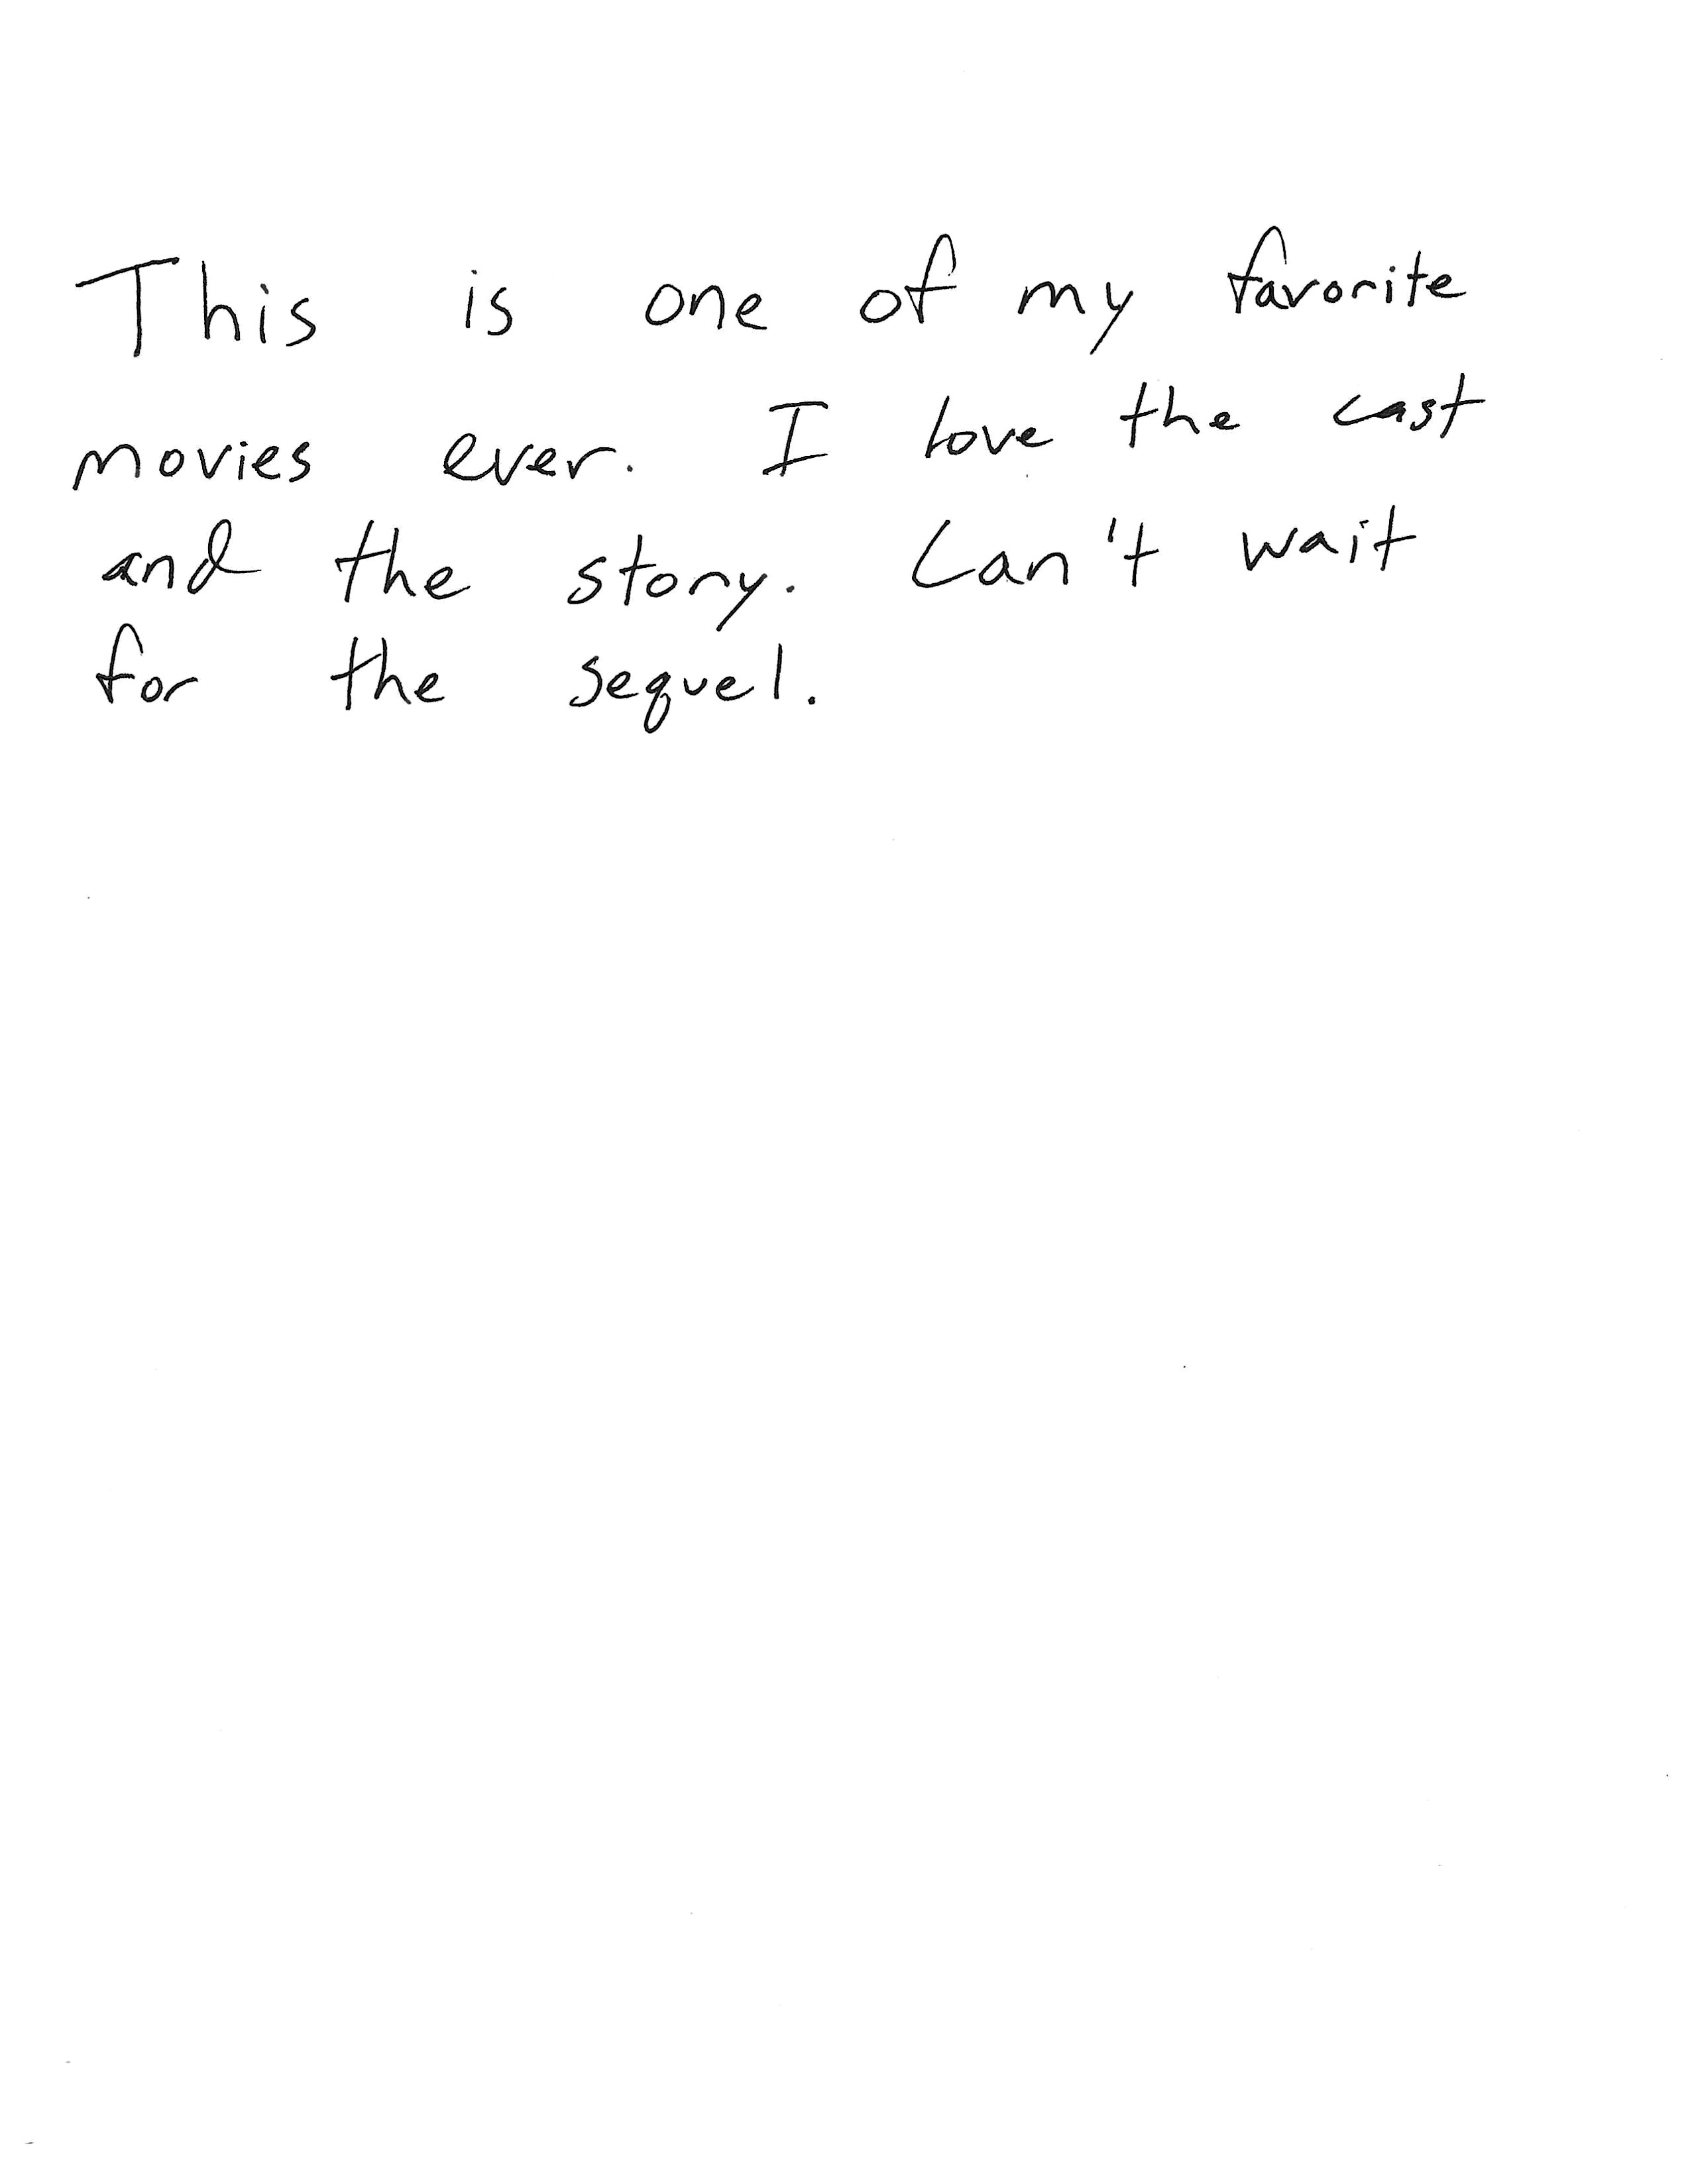 This is one of my favorite
movies ever. I love the cast
and the story. Can't wait
for the sequel.